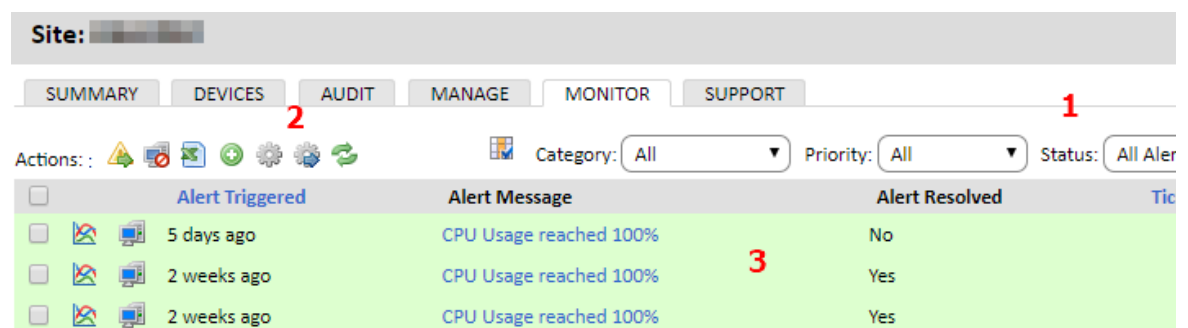 Site:
SUMMARY DEVICES AUDIT MANAGE MONITOR SUPPORT
2 1
Actions: : Category: All Priority: All Status: All Aler
Alert Triggered Alert Message Alert Resolved Tic
5 days ago CPU Usage reached 100% No
3
2 weeks ago CPU Usage reached 100% Yes
2 weeks ago CPU Usage reached 100% Yes